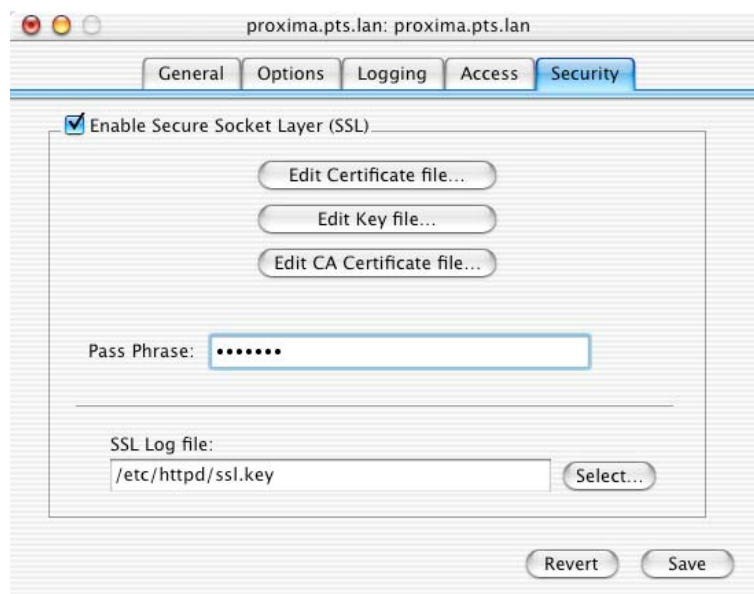 proxima.pts.lan: proxima.pts.lan
General Options Logging Access Security
Enable Secure Socket Layer (SSL)
Edit Certificate file...
Edit Key file...
Edit CA Certificate file...
Pass Phrase: •••••••
SSL Log file:
/etc/httpd/ssl.key Select...
Revert Save